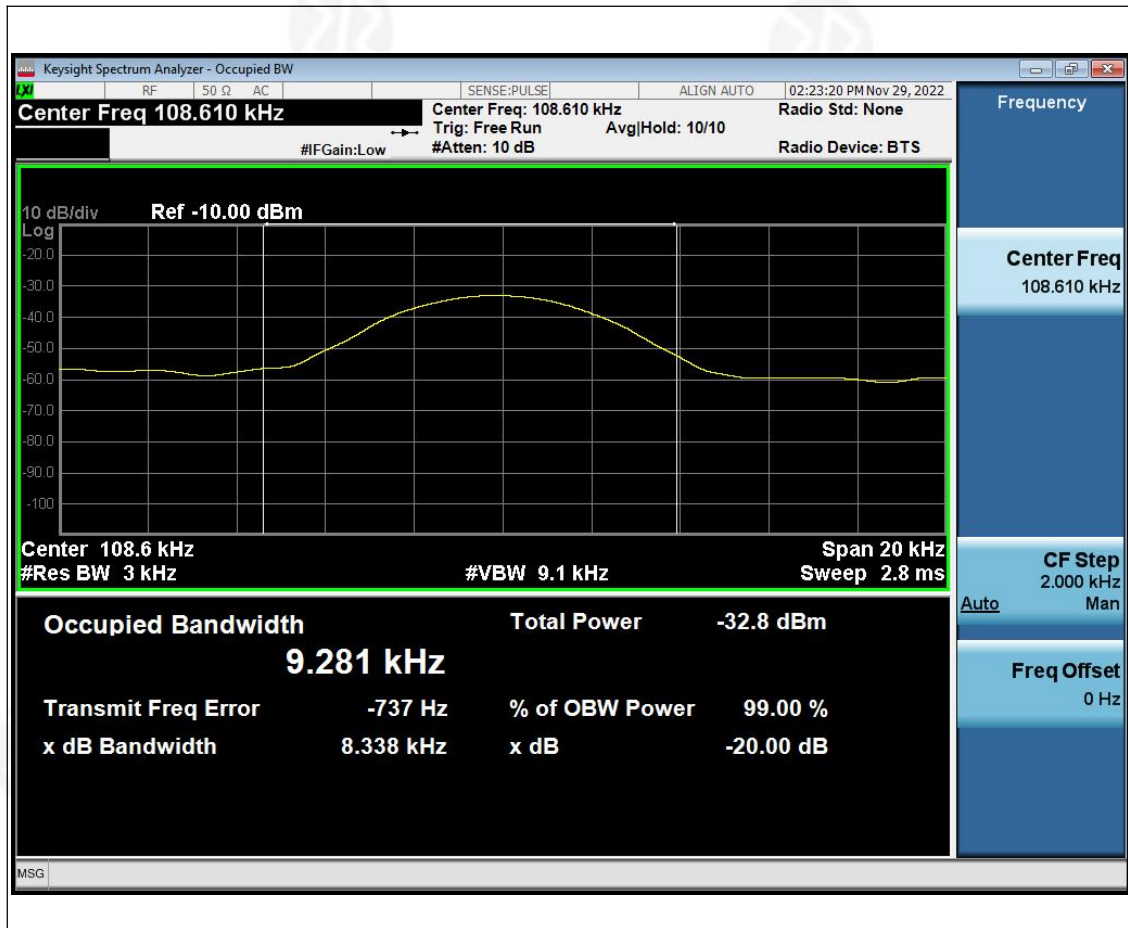 Keysight Spectrum Analyzer - Occupied BW
LXI RF 50 Ω AC SENSE:PULSE ALIGN AUTO 02:23:20 PM Nov 29, 2022
Center Freq 108.610 kHz
Center Freq: 108.610 kHz Radio Std: None
Trig: Free Run Avg|Hold: 10/10
#IFGain:Low #Atten: 10 dB Radio Device: BTS
10 dB/div Ref -10.00 dBm
Log
-20.0
-30.0
-40.0
-50.0
-60.0
-70.0
-80.0
-90.0
-100
Center 108.6 kHz Span 20 kHz
#Res BW 3 kHz #VBW 9.1 kHz Sweep 2.8 ms
Occupied Bandwidth Total Power -32.8 dBm
9.281 kHz
Transmit Freq Error -737 Hz % of OBW Power 99.00 %
x dB Bandwidth 8.338 kHz x dB -20.00 dB
MSG
Frequency
Center Freq
108.610 kHz
CF Step
2.000 kHz
Auto Man
Freq Offset
0 Hz